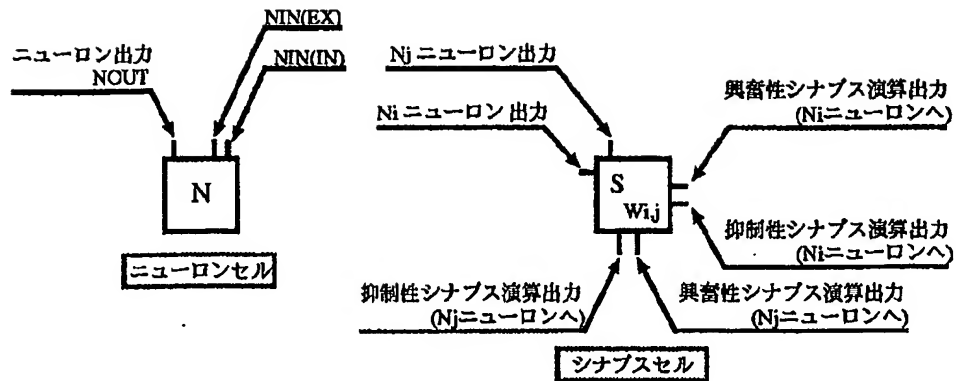 NIN(EX)
NIN(IN)
ニューロン出力
NOUT
N
ニューロンセル
Nj ニューロン出力
Ni ニューロン 出力
興奮性シナプス演算出力
(Niニューロンへ)
S
Wi,j
抑制性シナプス演算出力
(Niニューロンへ)
抑制性シナプス演算出力
(Njニューロンへ)
興奮性シナプス演算出力
(Njニューロンへ)
シナプスセル